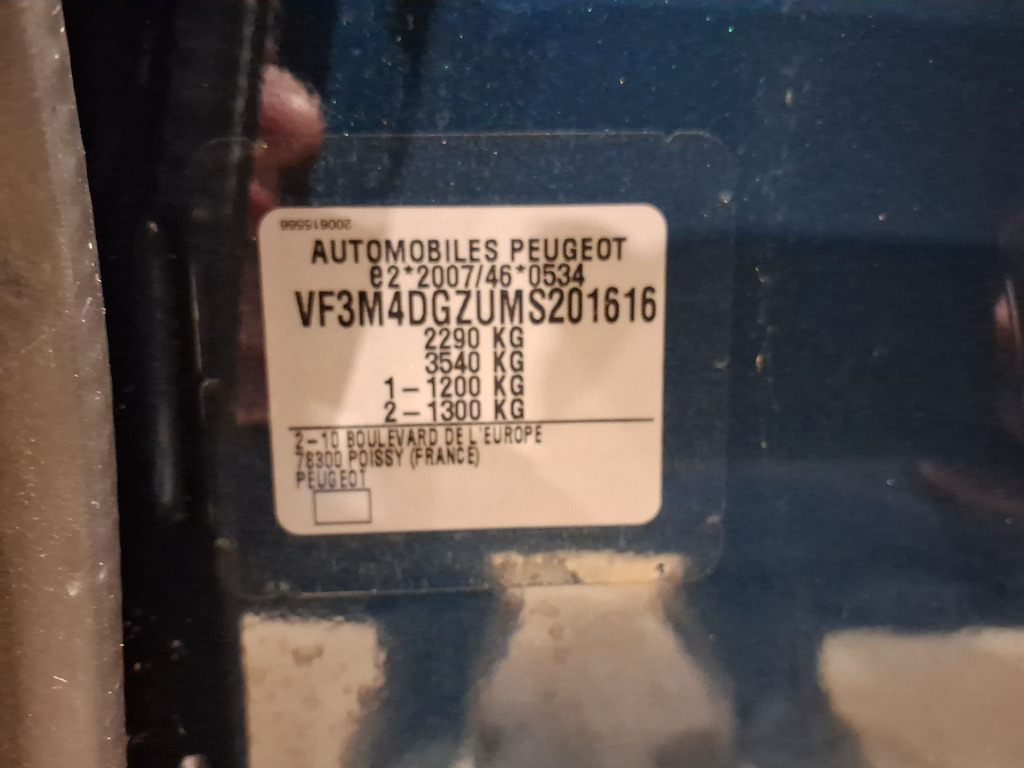 200615566
AUTOMOBILES PEUGEOT
e2*2007/46*0534
VF3M4DGZUMS201616
2290 KG
3540 KG
1-1200 KG
2-1300 KG
2-10 BOULEVARD DE L'EUROPE
78300 POISSY (FRANCE)
PEUGEOT